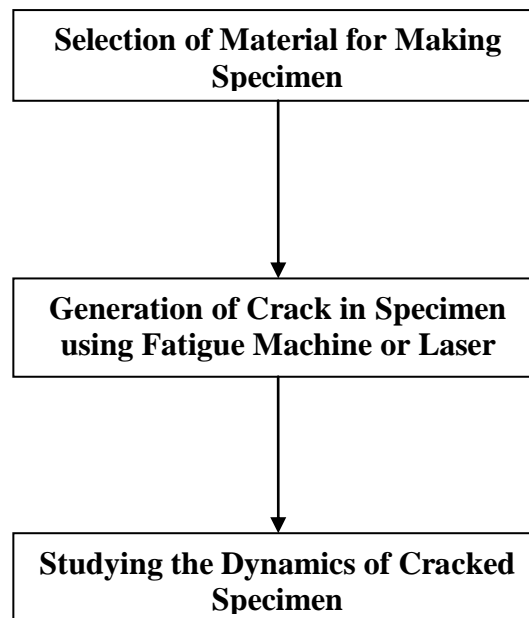 Selection of Material for Making
Specimen
Generation of Crack in Specimen
using Fatigue Machine or Laser
Studying the Dynamics of Cracked
Specimen